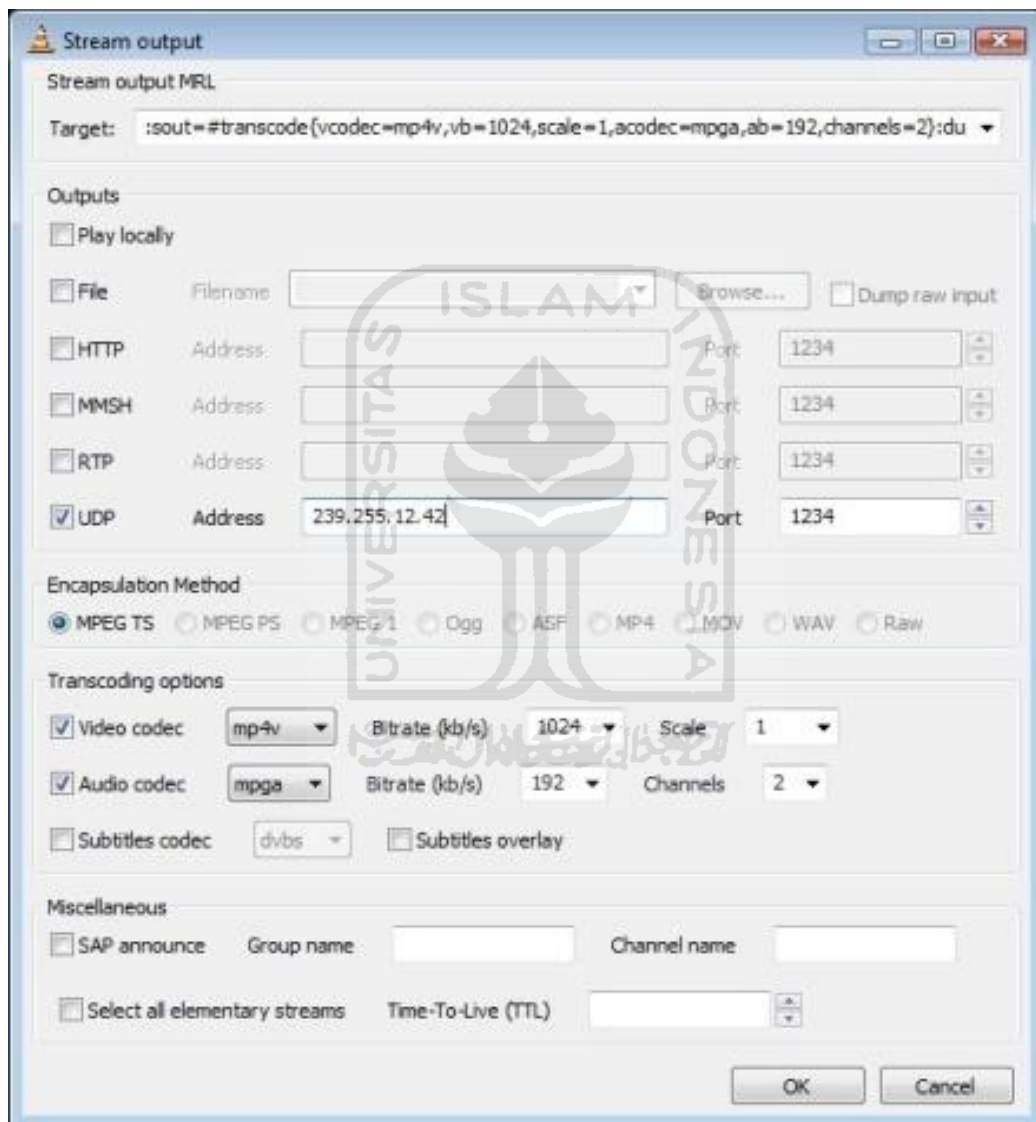 Stream output
Stream output MRL
Target: :sout=#transcode{vcodec=mp4v,vb=1024,scale=1,acodec=mpga,ab=192,channels=2}:du
Outputs
Play locally
File Filename Browse... Dump raw input
HTTP Address Port 1234
MMSH Address Port 1234
RTP Address Port 1234
UDP Address 239.255.12.42 Port 1234
Encapsulation Method
MPEG TS MPEG PS MPEG 1 Ogg ASF MP4 MOV WAV Raw
Transcoding options
Video codec mp4v Bitrate (kb/s) 1024 Scale 1
Audio codec mpga Bitrate (kb/s) 192 Channels 2
Subtitles codec dvbs Subtitles overlay
Miscellaneous
SAP announce Group name Channel name
Select all elementary streams Time-To-Live (TTL)
OK Cancel
UNIVERSITAS
ISLAM
INDONESIA